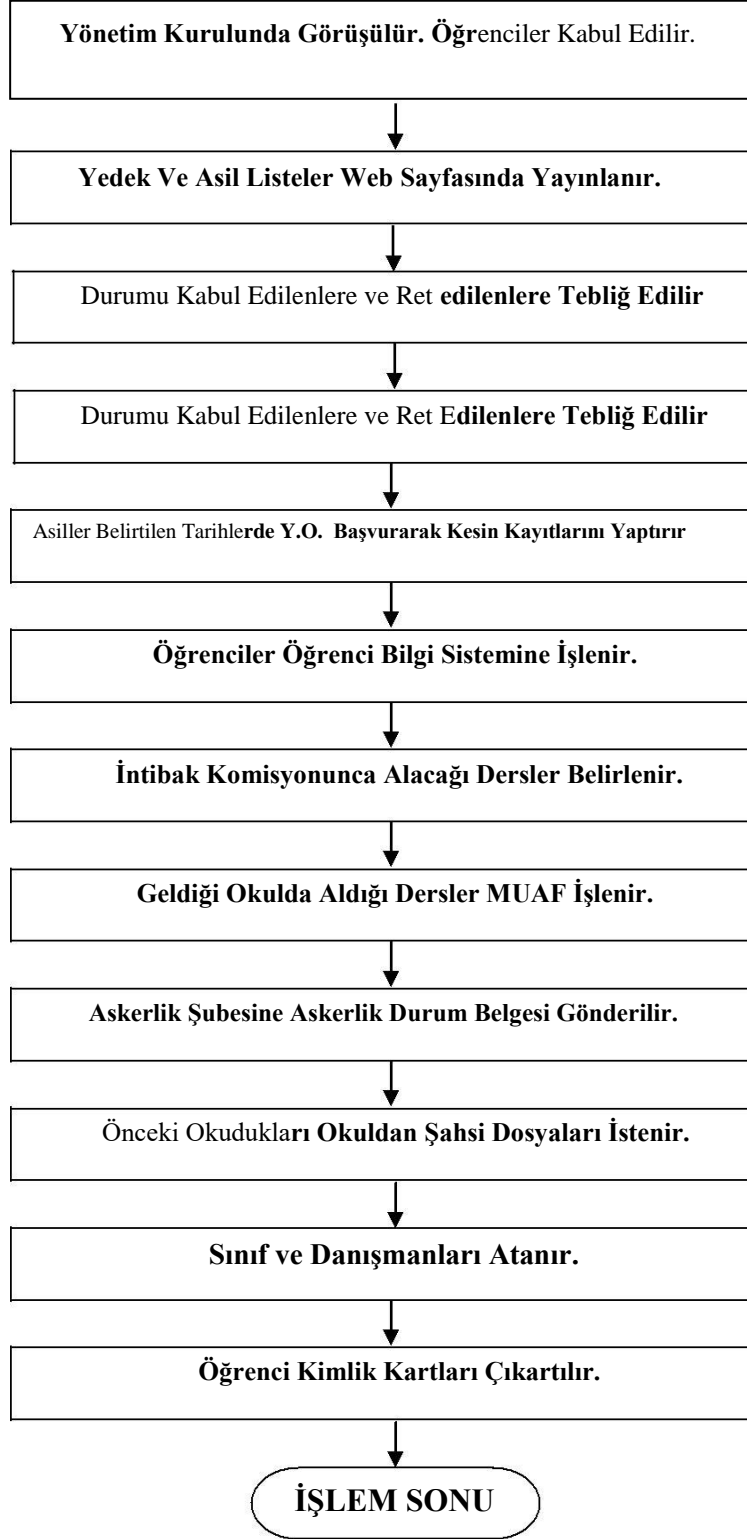 Yönetim Kurulunda Görüşülür. Öğrenciler Kabul Edilir.
Yedek Ve Asil Listeler Web Sayfasında Yayınlanır.
Durumu Kabul Edilenlere ve Ret edilenlere Tebliğ Edilir
Durumu Kabul Edilenlere ve Ret Edilenlere Tebliğ Edilir
Asiller Belirtilen Tarihlerde Y.O. Başvurarak Kesin Kayıtlarını Yaptırır
Öğrenciler Öğrenci Bilgi Sistemine İşlenir.
İntibak Komisyonunca Alacağı Dersler Belirlenir.
Geldiği Okulda Aldığı Dersler MUAF İşlenir.
Askerlik Şubesine Askerlik Durum Belgesi Gönderilir.
Önceki Okudukları Okuldan Şahsi Dosyaları İstenir.
Sınıf ve Danışmanları Atanır.
Öğrenci Kimlik Kartları Çıkartılır.
İŞLEM SONU